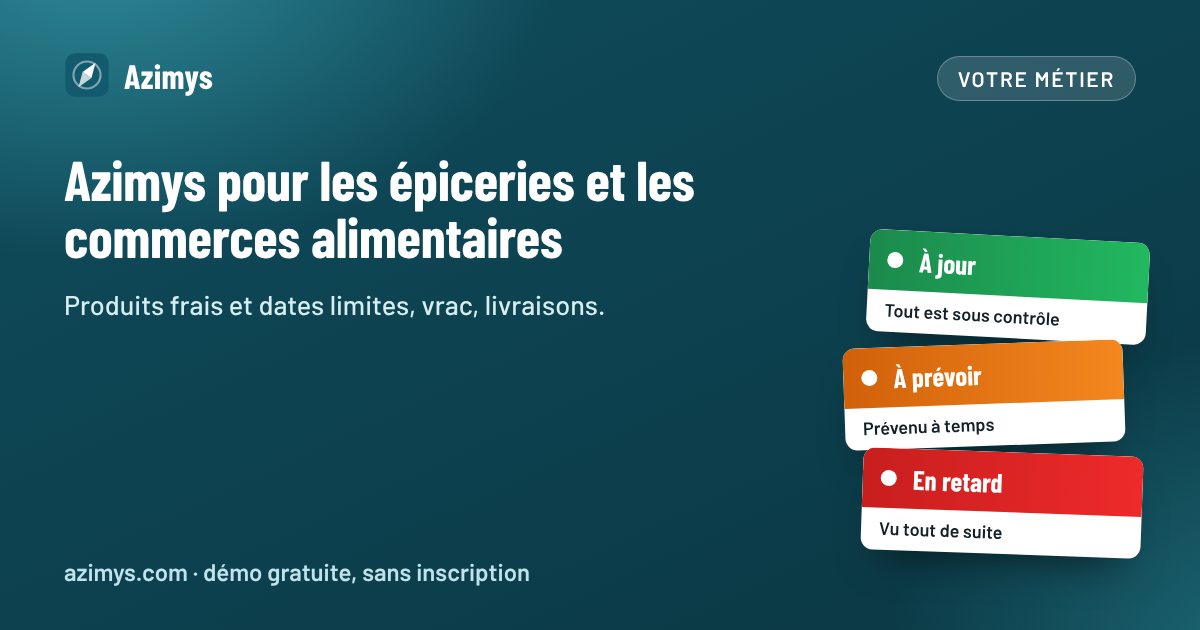 Azimys
VOTRE MÉTIER
Azimys pour les épiceries et les
commerces alimentaires
Produits frais et dates limites, vrac, livraisons.
À jour
Tout est sous contrôle
À prévoir
Prévenu à temps
En retard
Vu tout de suite
azimys.com · démo gratuite, sans inscription